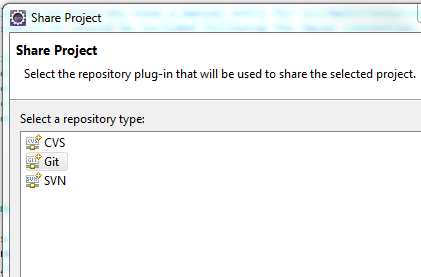 Share Project
Share Project
Select the repository plug-in that will be used to share the selected project.
Select a repository type:
CVS
Git
SVN